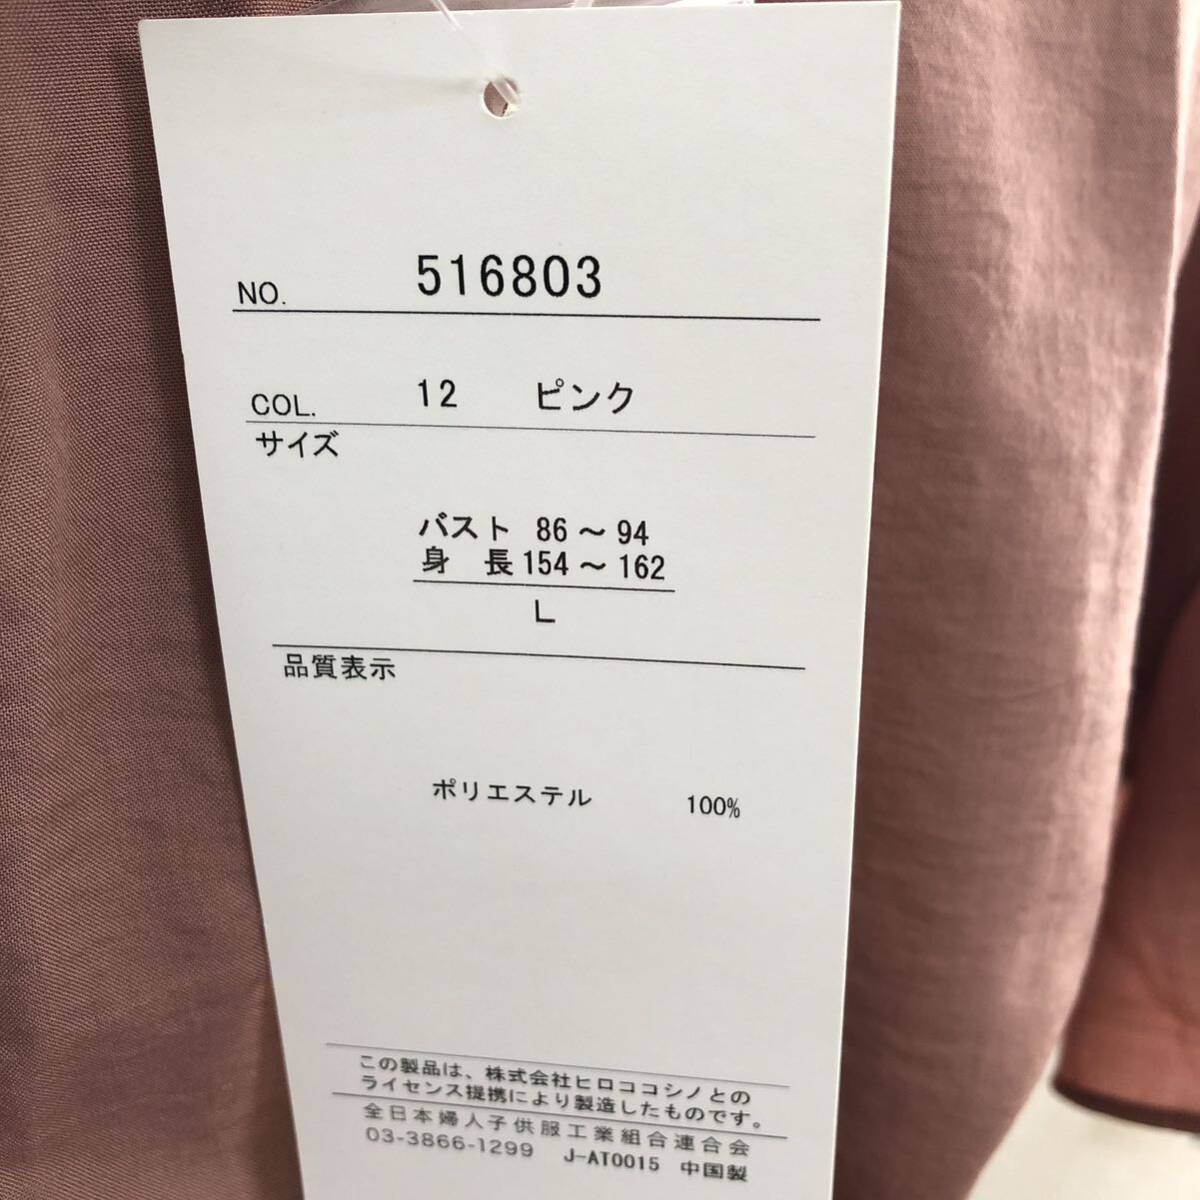 NO. 516803
COL. 12 ピンク
サイズ
バスト 86～94
身 長 154～162
L
品質表示
ポリエステル 100%
この製品は、株式会社ヒロココシノとの
ライセンス提携により製造したものです。
全日本婦人子供服工業組合連合会
03-3866-1299 J-AT0015 中国製